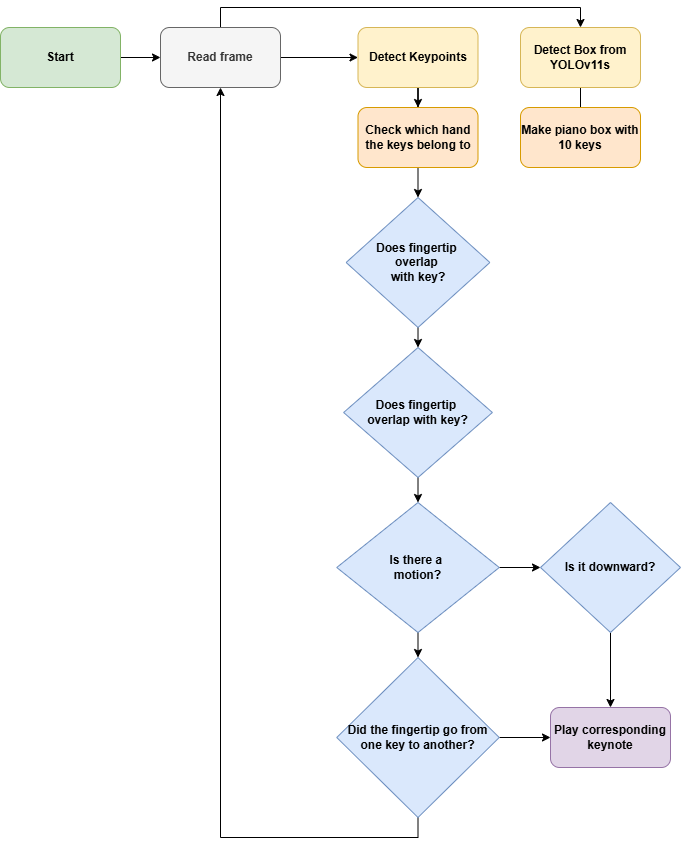 Start
Read frame
Detect Keypoints
Detect Box from
YOLOv11s
Check which hand
the keys belong to
Make piano box with
10 keys
Does fingertip
overlap
with key?
Does fingertip
overlap with key?
Is there a
motion?
Is it downward?
Did the fingertip go from
one key to another?
Play corresponding
keynote